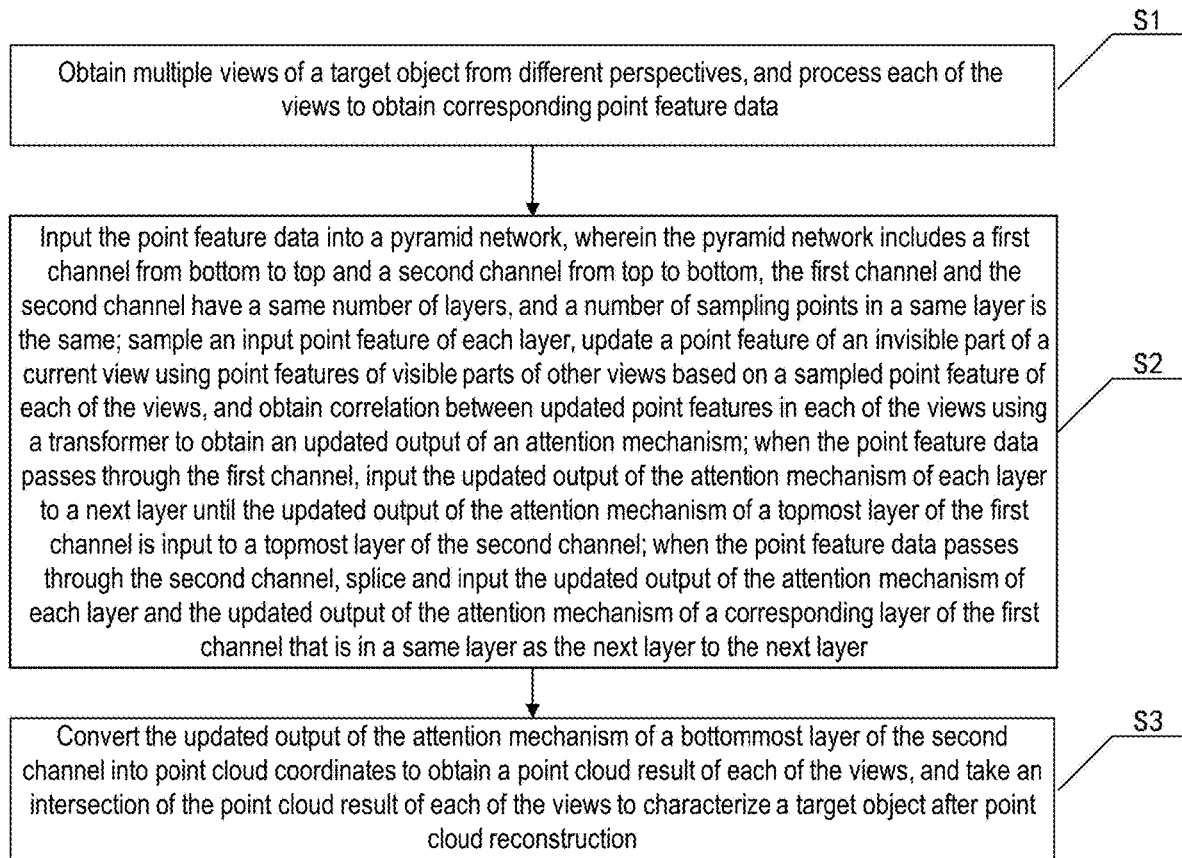 S1
Obtain multiple views of a target object from different perspectives, and process each of the
views to obtain corresponding point feature data
Input the point feature data into a pyramid network, wherein the pyramid network includes a first
channel from bottom to top and a second channel from top to bottom, the first channel and the
second channel have a same number of layers, and a number of sampling points in a same layer is
the same; sample an input point feature of each layer, update a point feature of an invisible part of a
current view using point features of visible parts of other views based on a sampled point feature of
each of the views, and obtain correlation between updated point features in each of the views using
a transformer to obtain an updated output of an attention mechanism; when the point feature data
passes through the first channel, input the updated output of the attention mechanism of each layer
to a next layer until the updated output of the attention mechanism of a topmost layer of the first
channel is input to a topmost layer of the second channel; when the point feature data passes
through the second channel, splice and input the updated output of the attention mechanism of
each layer and the updated output of the attention mechanism of a corresponding layer of the first
channel that is in a same layer as the next layer to the next layer
S2
Convert the updated output of the attention mechanism of a bottommost layer of the second
channel into point cloud coordinates to obtain a point cloud result of each of the views, and take an
intersection of the point cloud result of each of the views to characterize a target object after point
cloud reconstruction
S3